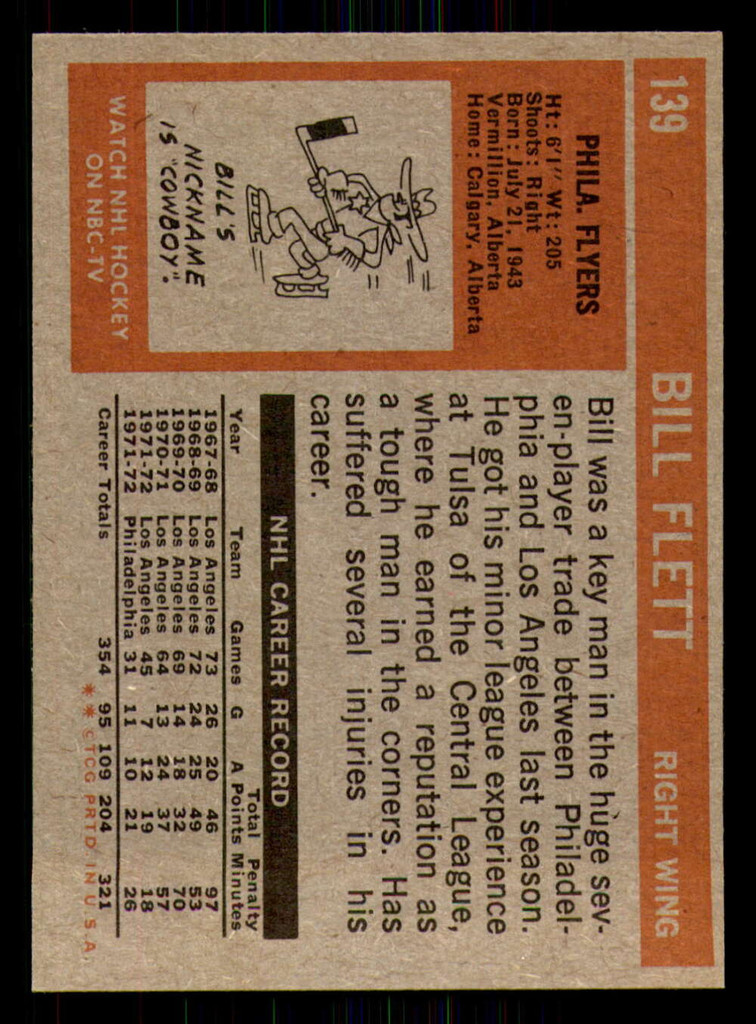 139
BILL FLETT
RIGHT WING
PHILA. FLYERS
Ht: 6'1" Wt: 205
Shoots: Right
Born: July 21, 1943
Vermillion, Alberta
Home: Calgary, Alberta
BILL'S
NICKNAME
IS "COWBOY".
WATCH NHL HOCKEY
ON NBC-TV
Bill was a key man in the huge sev-
en-player trade between Philadel-
phia and Los Angeles last season.
He got his minor league experience
at Tulsa of the Central League,
where he earned a reputation as
a tough man in the corners. Has
suffered several injuries in his
career.
NHL CAREER RECORD
Total Penalty
Year Team Games G A Points Minutes
1967-68 Los Angeles 73 26 20 46 97
1968-69 Los Angeles 72 24 25 49 53
1969-70 Los Angeles 69 14 18 32 70
1970-71 Los Angeles 64 13 24 37 57
1971-72 Los Angeles 45 7 12 19 18
1971-72 Philadelphia 31 11 10 21 26
Career Totals 354 95 109 204 321
** ©TCG PRTD IN U.S.A.